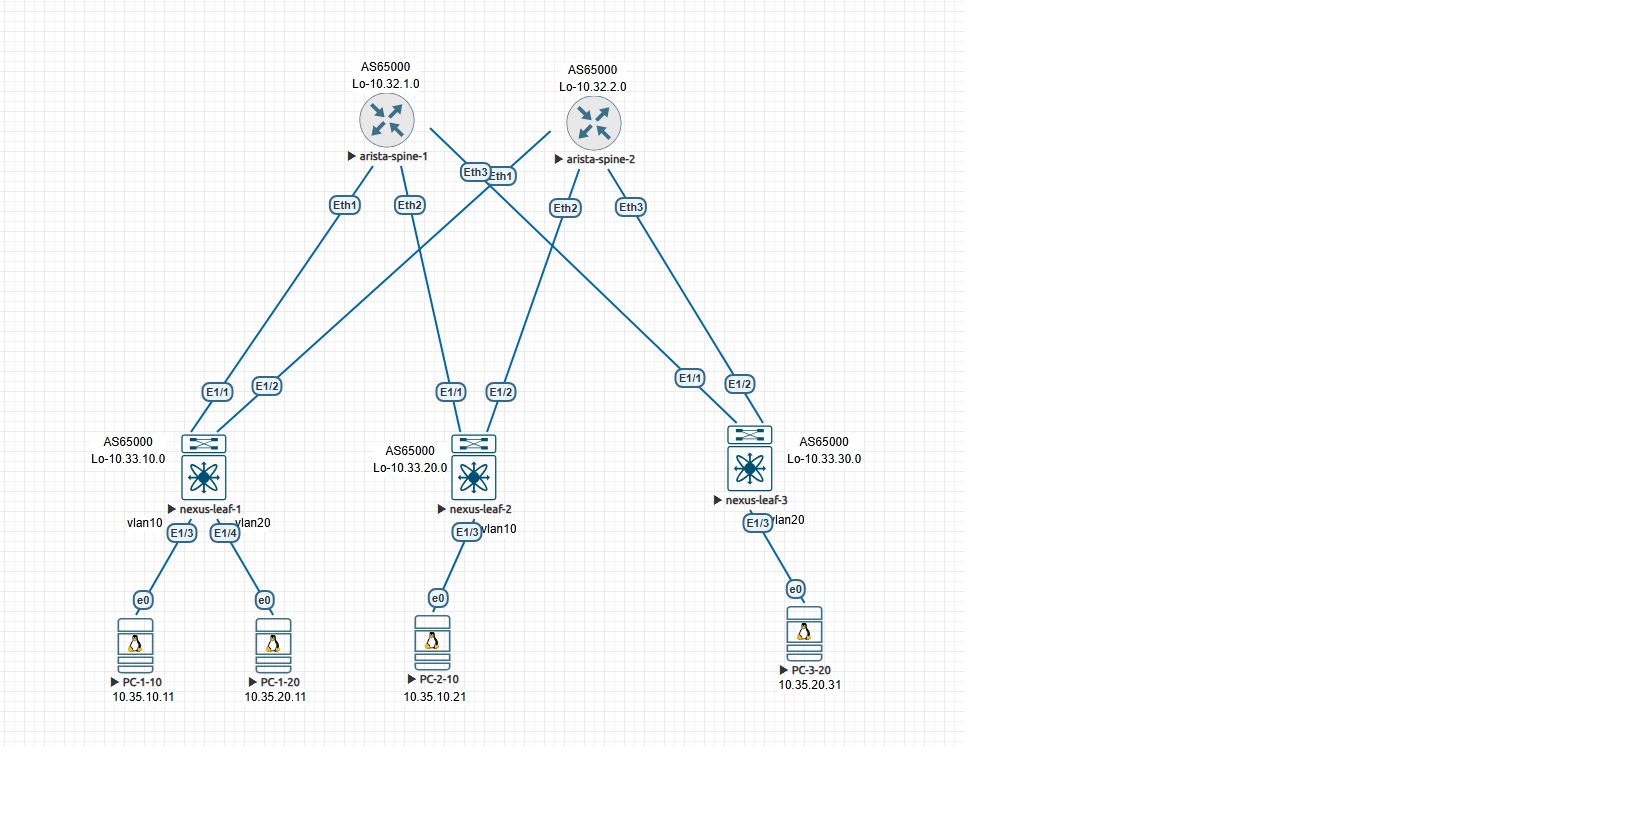 AS65000
Lo-10.32.1.0
arista-spine-1
AS65000
Lo-10.32.2.0
arista-spine-2
Eth3
Eth1
Eth1
Eth2
Eth2
Eth3
E1/1
E1/2
E1/1
E1/2
E1/1
E1/2
AS65000
Lo-10.33.10.0
nexus-leaf-1
AS65000
Lo-10.33.20.0
nexus-leaf-2
AS65000
Lo-10.33.30.0
nexus-leaf-3
vlan10
E1/3
E1/4
vlan20
E1/3
vlan10
E1/3
vlan20
e0
e0
e0
e0
PC-1-10
10.35.10.11
PC-1-20
10.35.20.11
PC-2-10
10.35.10.21
PC-3-20
10.35.20.31